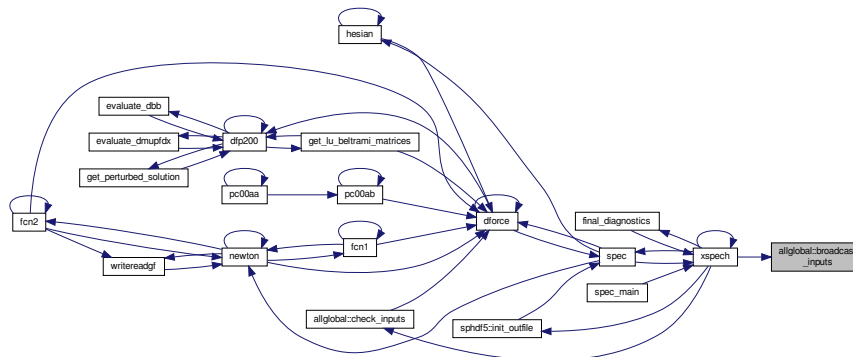 hesian
evaluate_dbb
evaluate_dmupfdx
dfp200
get_lu_beltrami_matrices
get_perturbed_solution
pc00aa
pc00ab
final_diagnostics
fcn2
dforce
fcn1
newton
spec
xspech
allglobal::broadcast
_inputs
writereadgf
spec_main
allglobal::check_inputs
sphdf5::init_outfile